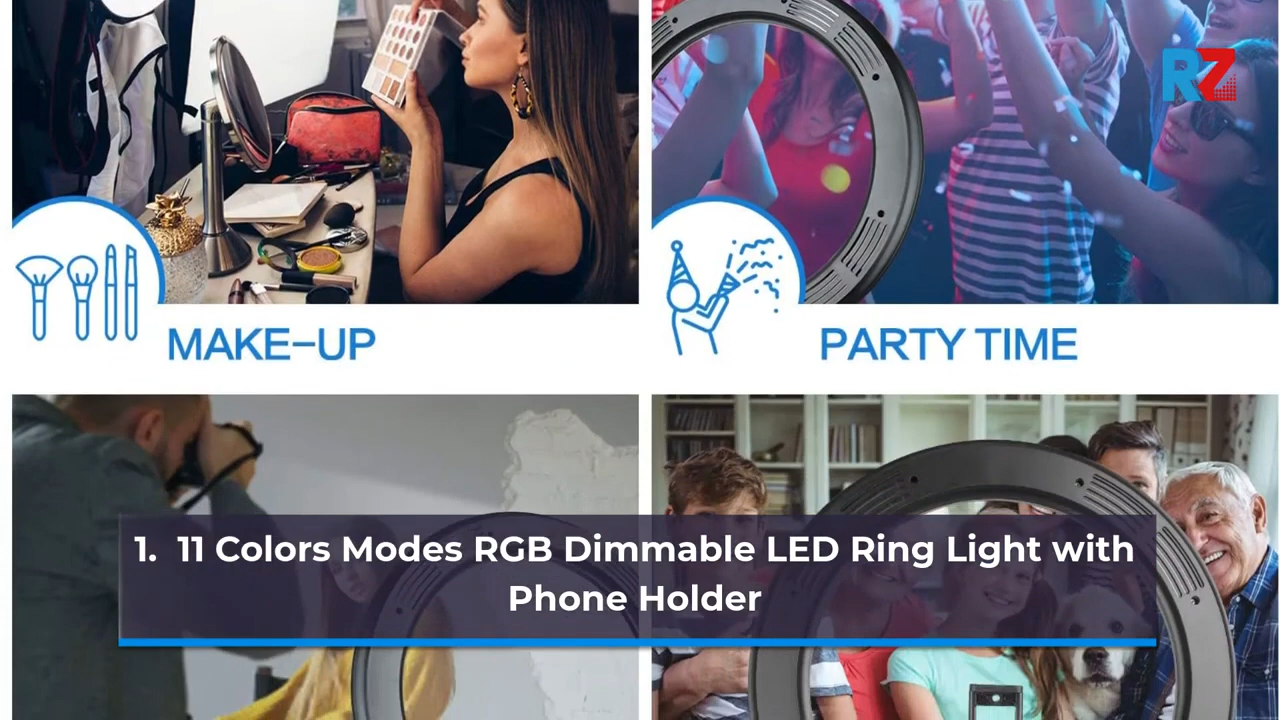 RZ
MAKE-UP
PARTY TIME
1. 11 Colors Modes RGB Dimmable LED Ring Light with
Phone Holder